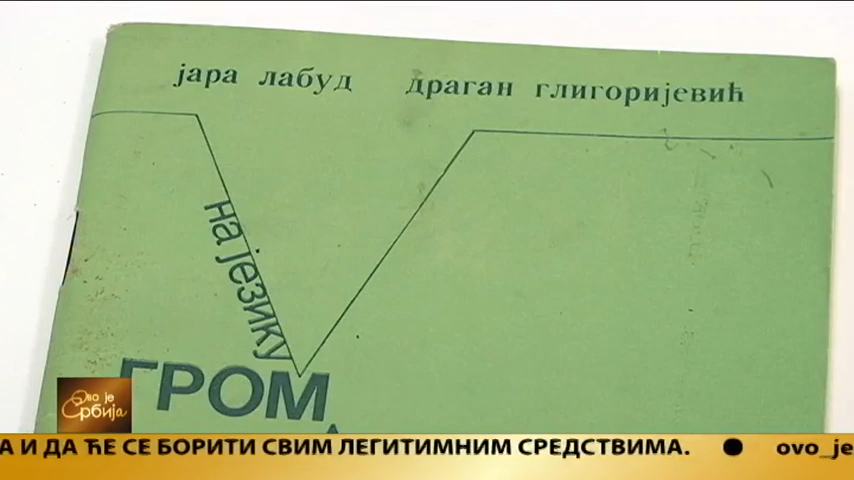 јара лабуд драган глигоријевић
на језику
ГРОМ
Ово је
Србија
А И ДА ЋЕ СЕ БОРИТИ СВИМ ЛЕГИТИМНИМ СРЕДСТВИМА. ● ovo_je